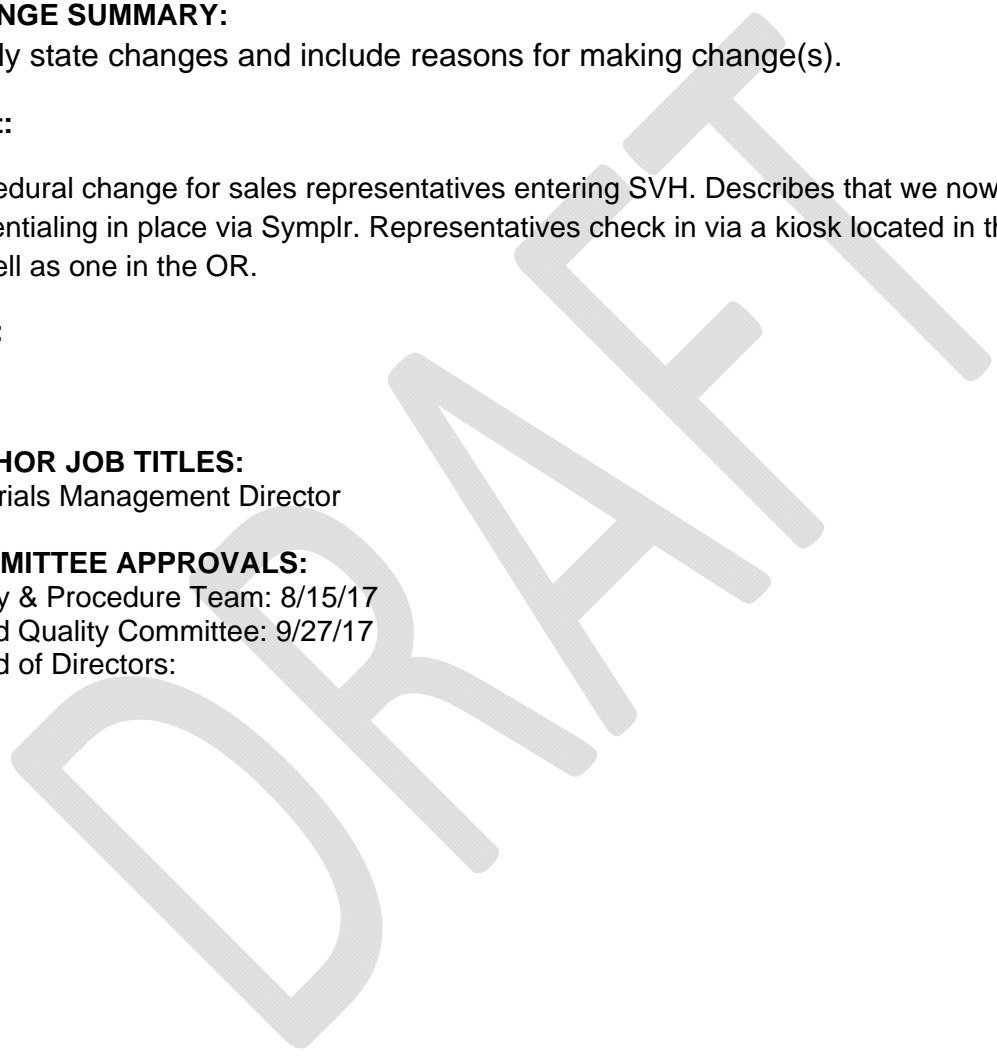 NGE SUMMARY:
ly state changes and include reasons for making change(s).
t:
edural change for sales representatives entering SVH. Describes that we now
entialing in place via Symplr. Representatives check in via a kiosk located in th
ell as one in the OR.
:
HOR JOB TITLES:
rials Management Director
MITTEE APPROVALS:
y & Procedure Team: 8/15/17
d Quality Committee: 9/27/17
d of Directors:
DRAFT